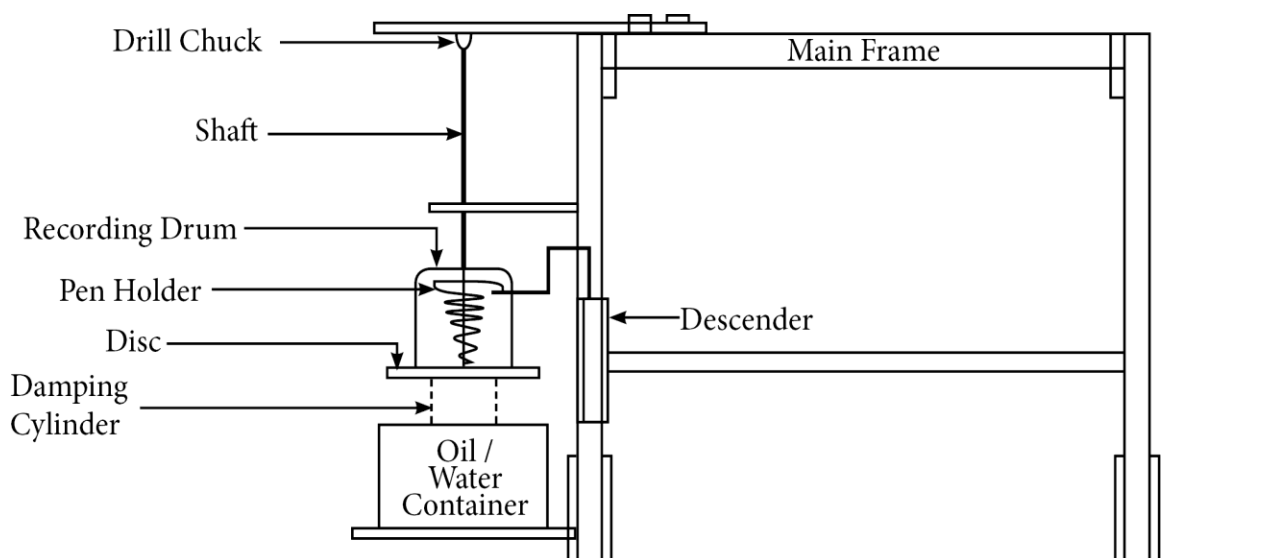 Drill Chuck
Main Frame
Shaft
Recording Drum
Pen Holder
Descender
Disc
Damping
Cylinder
Oil /
Water
Container